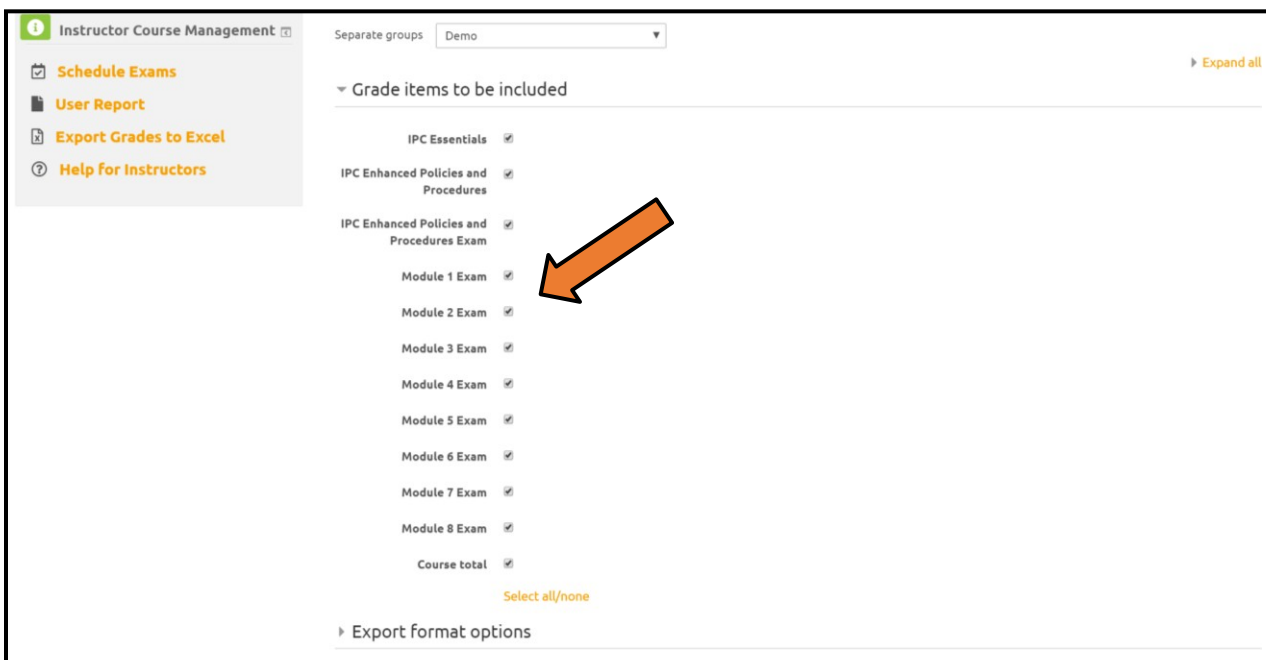 Instructor Course Management
Schedule Exams
User Report
Export Grades to Excel
Help for Instructors
Separate groups Demo
Expand all
Grade items to be included
IPC Essentials
IPC Enhanced Policies and
Procedures
IPC Enhanced Policies and
Procedures Exam
Module 1 Exam
Module 2 Exam
Module 3 Exam
Module 4 Exam
Module 5 Exam
Module 6 Exam
Module 7 Exam
Module 8 Exam
Course total
Select all/none
Export format options